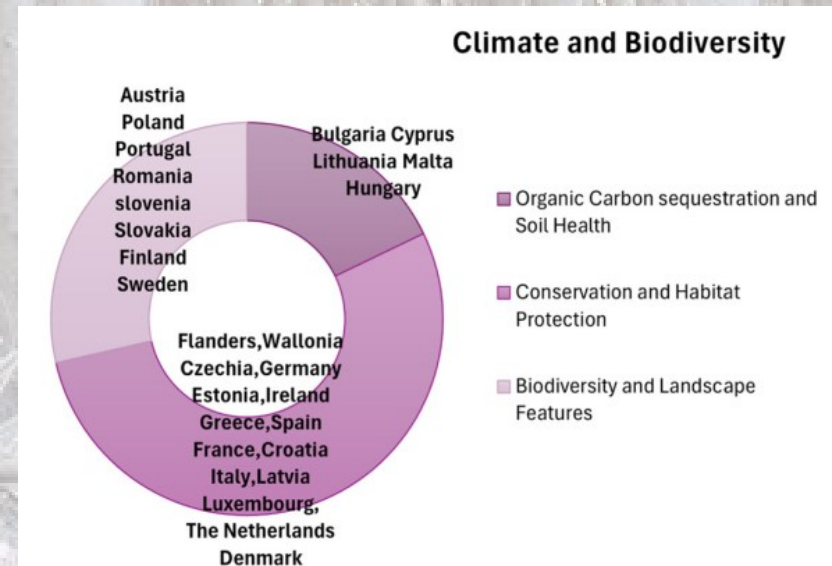 Climate and Biodiversity
Austria
Poland
Portugal
Romania
slovenia
Slovakia
Finland
Sweden
Bulgaria Cyprus
Lithuania Malta
Hungary
Flanders,Wallonia
Czechia,Germany
Estonia,Ireland
Greece,Spain
France,Croatia
Italy,Latvia
Luxembourg,
The Netherlands
Denmark
Organic Carbon sequestration and
Soil Health
Conservation and Habitat
Protection
Biodiversity and Landscape
Features